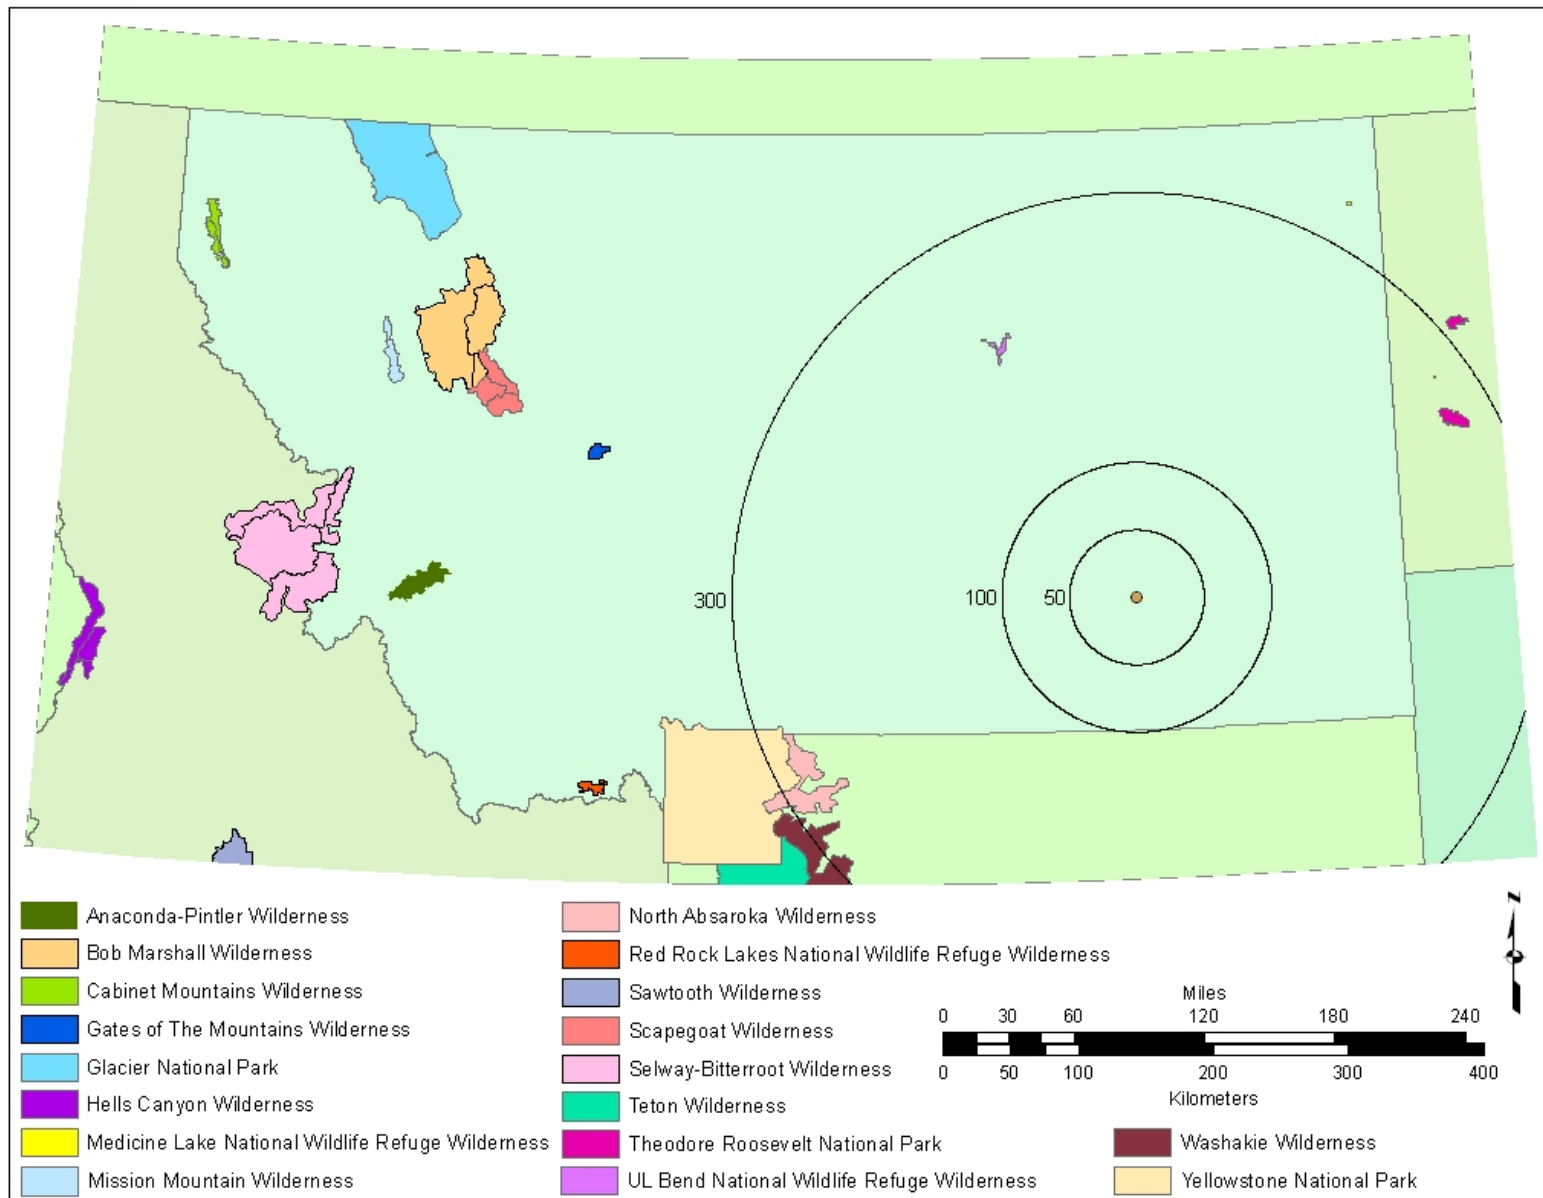 300
100
50
Anaconda-Pintler Wilderness
Bob Marshall Wilderness
Cabinet Mountains Wilderness
Gates of The Mountains Wilderness
Glacier National Park
Hells Canyon Wilderness
Medicine Lake National Wildlife Refuge Wilderness
Mission Mountain Wilderness
North Absaroka Wilderness
Red Rock Lakes National Wildlife Refuge Wilderness
Sawtooth Wilderness
Scapegoat Wilderness
Selway-Bitterroot Wilderness
Teton Wilderness
Theodore Roosevelt National Park
UL Bend National Wildlife Refuge Wilderness
Washakie Wilderness
Yellowstone National Park
Miles
0 30 60 120 180 240
0 50 100 200 300 400
Kilometers
N